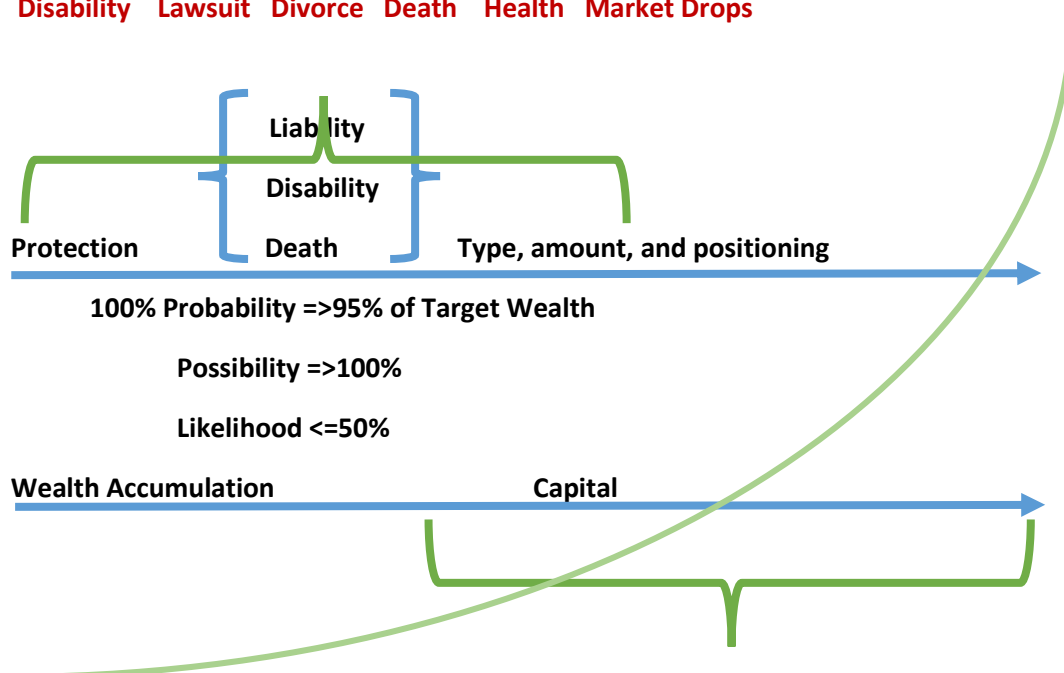 Disability Lawsuit Divorce Death Health Market Drops
Liability
Disability
Protection Death Type, amount, and positioning
100% Probability =>95% of Target Wealth
Possibility =>100%
Likelihood <=50%
Wealth Accumulation Capital